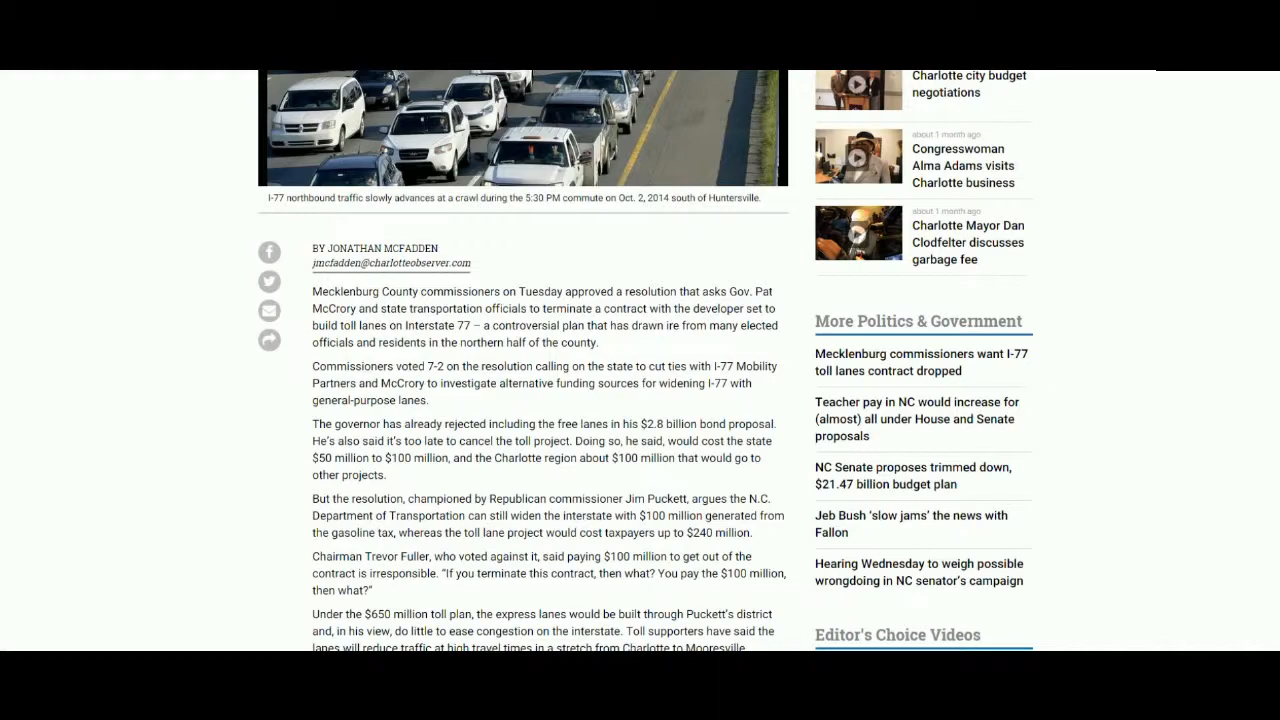 I-77 northbound traffic slowly advances at a crawl during the 5:30 PM commute on Oct. 2, 2014 south of Huntersville.
BY JONATHAN MCFADDEN
jmcfadden@charlotteobserver.com
Mecklenburg County commissioners on Tuesday approved a resolution that asks Gov. Pat
McCrory and state transportation officials to terminate a contract with the developer set to
build toll lanes on Interstate 77 – a controversial plan that has drawn ire from many elected
officials and residents in the northern half of the county.
Commissioners voted 7-2 on the resolution calling on the state to cut ties with I-77 Mobility
Partners and McCrory to investigate alternative funding sources for widening I-77 with
general-purpose lanes.
The governor has already rejected including the free lanes in his $2.8 billion bond proposal.
He's also said it's too late to cancel the toll project. Doing so, he said, would cost the state
$50 million to $100 million, and the Charlotte region about $100 million that would go to
other projects.
But the resolution, championed by Republican commissioner Jim Puckett, argues the N.C.
Department of Transportation can still widen the interstate with $100 million generated from
the gasoline tax, whereas the toll lane project would cost taxpayers up to $240 million.
Chairman Trevor Fuller, who voted against it, said paying $100 million to get out of the
contract is irresponsible. “If you terminate this contract, then what? You pay the $100 million,
then what?”
Under the $650 million toll plan, the express lanes would be built through Puckett's district
and, in his view, do little to ease congestion on the interstate. Toll supporters have said the
lanes will reduce traffic at high travel times in a stretch from Charlotte to Mooresville
Charlotte city budget
negotiations
about 1 month ago
Congresswoman
Alma Adams visits
Charlotte business
about 1 month ago
Charlotte Mayor Dan
Clodfelter discusses
garbage fee
More Politics & Government
Mecklenburg commissioners want I-77
toll lanes contract dropped
Teacher pay in NC would increase for
(almost) all under House and Senate
proposals
NC Senate proposes trimmed down,
$21.47 billion budget plan
Jeb Bush ‘slow jams’ the news with
Fallon
Hearing Wednesday to weigh possible
wrongdoing in NC senator's campaign
Editor's Choice Videos